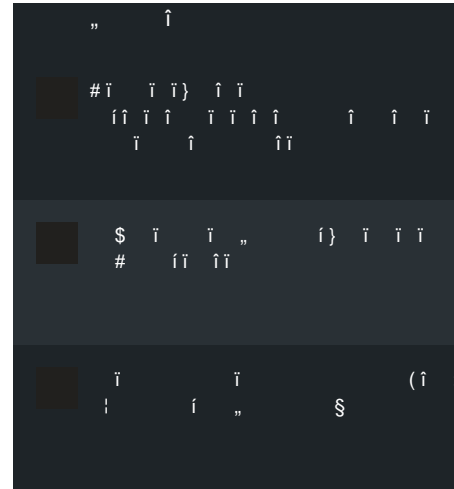 „ Î
#ï ï ï} î ï
íî ï î ï ï î î î î ï
ï î îï
$ ï ï „ í} ï ï ï
# íï îï
ï ï (î
¦ í „ §